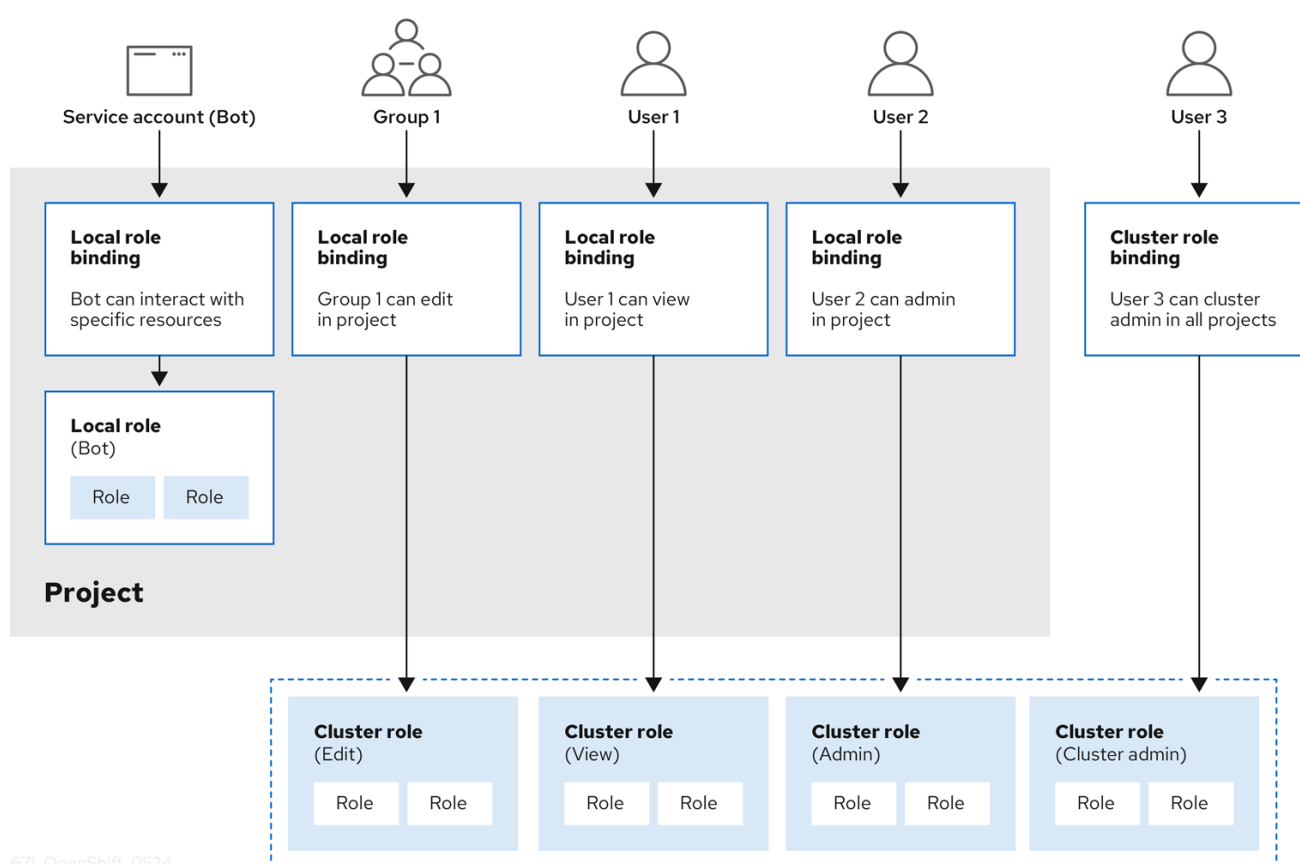 Service account (Bot)
Group 1
User 1
User 2
User 3
Local role
binding
Bot can interact with
specific resources
Local role
binding
Group 1 can edit
in project
Local role
binding
User 1 can view
in project
Local role
binding
User 2 can admin
in project
Cluster role
binding
User 3 can cluster
admin in all projects
Local role
(Bot)
Role
Role
Project
Cluster role
(Edit)
Role
Role
Cluster role
(View)
Role
Role
Cluster role
(Admin)
Role
Role
Cluster role
(Cluster admin)
Role
Role
671_OpenShift_0524